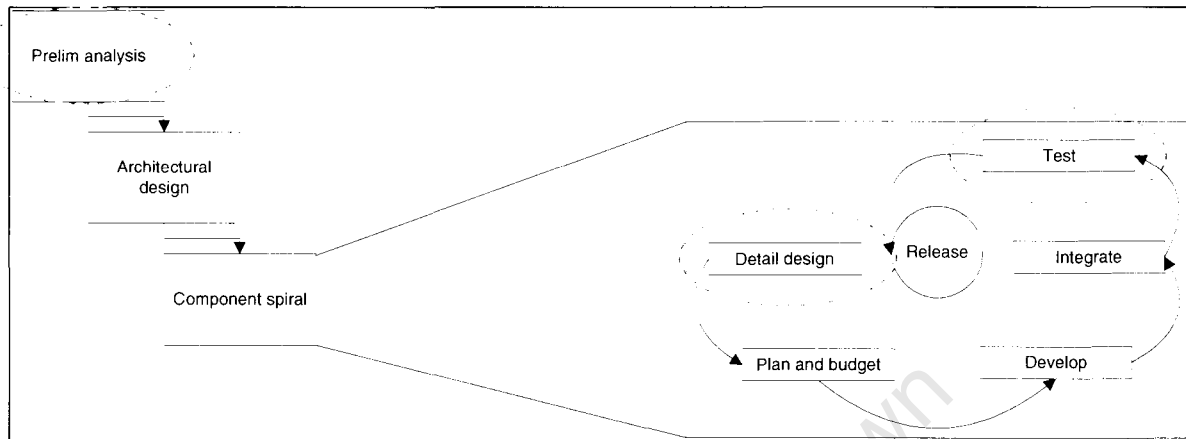 Prelim analysis
Architectural
design
Component spiral
Test
Detail design
Release
Integrate
Plan and budget
Develop